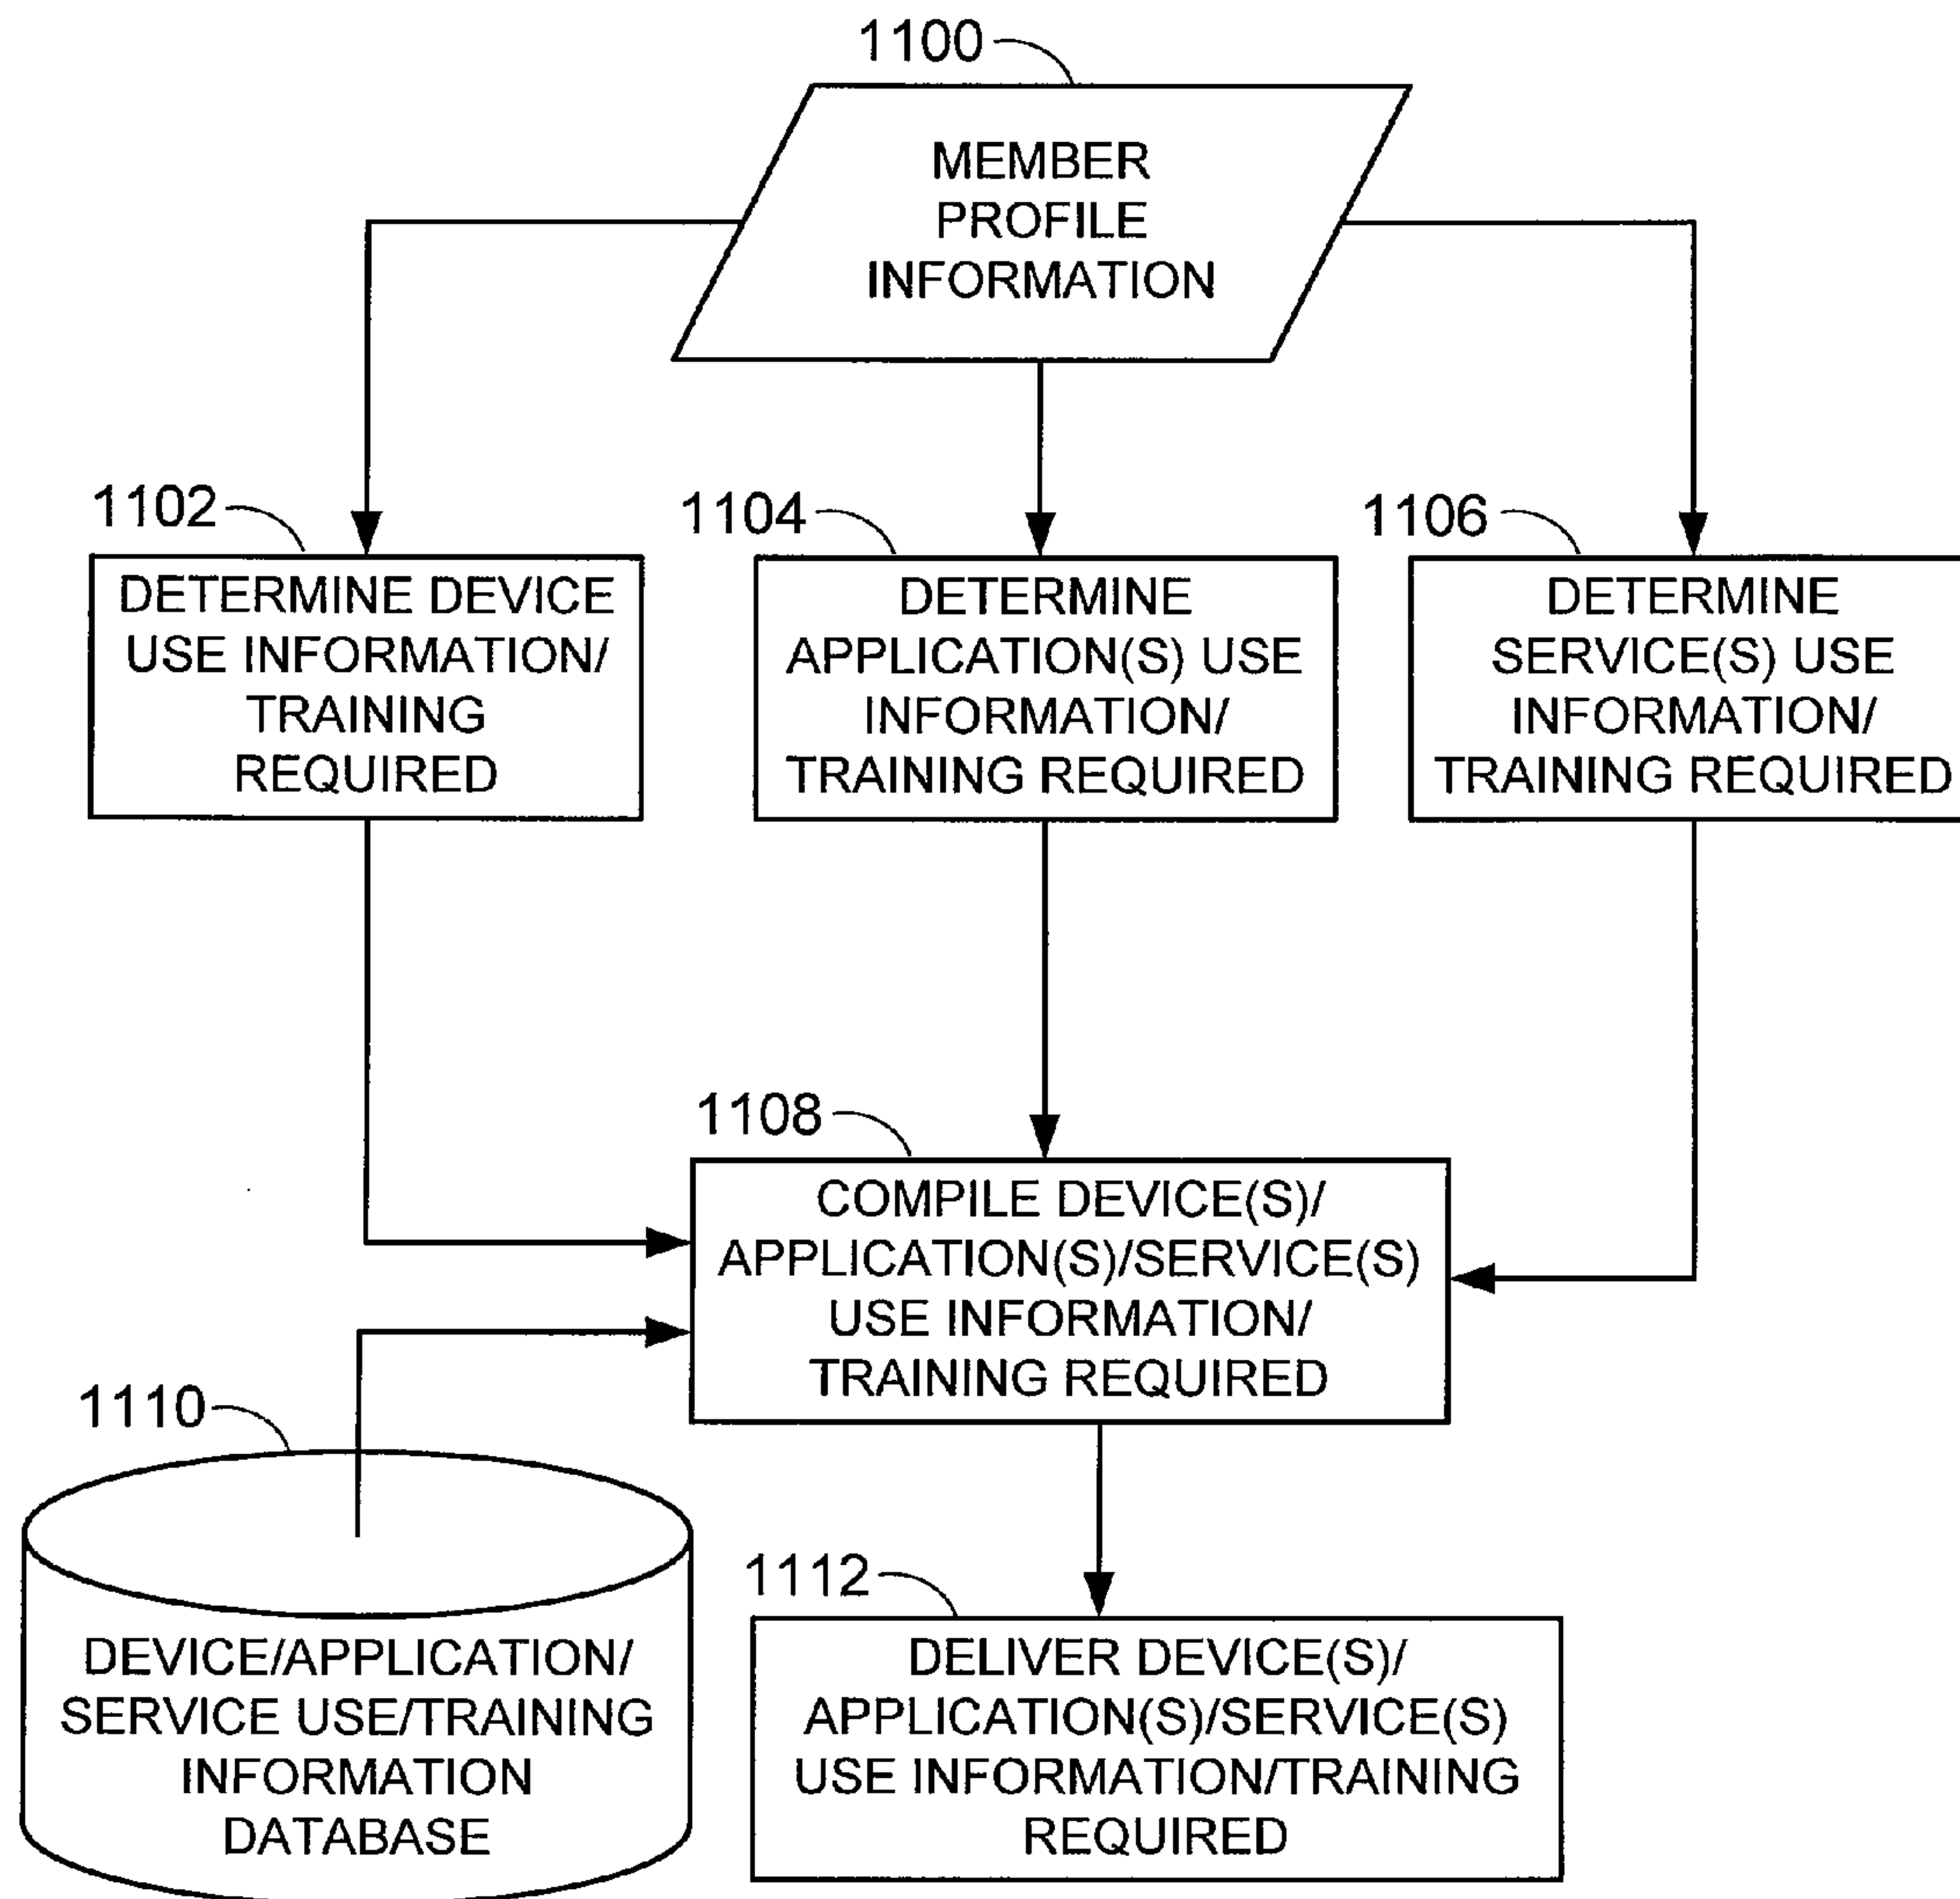 1100
MEMBER
PROFILE
INFORMATION
1102
DETERMINE DEVICE
USE INFORMATION/
TRAINING
REQUIRED
1104
DETERMINE
APPLICATION(S) USE
INFORMATION/
TRAINING REQUIRED
1106
DETERMINE
SERVICE(S) USE
INFORMATION/
TRAINING REQUIRED
1108
COMPILE DEVICE(S)/
APPLICATION(S)/SERVICE(S)
USE INFORMATION/
TRAINING REQUIRED
1110
DEVICE/APPLICATION/
SERVICE USE/TRAINING
INFORMATION
DATABASE
1112
DELIVER DEVICE(S)/
APPLICATION(S)/SERVICE(S)
USE INFORMATION/TRAINING
REQUIRED